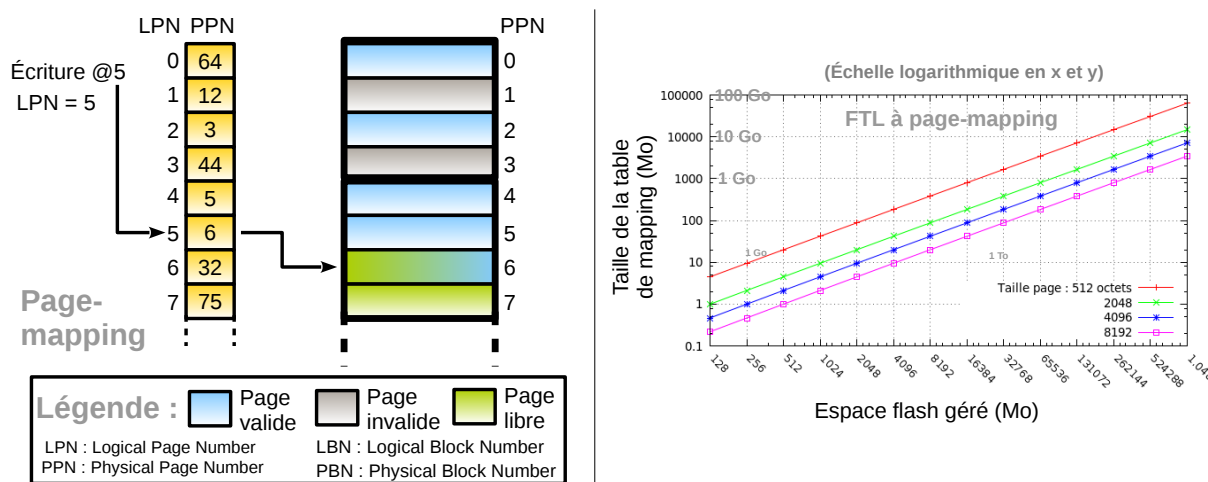 LPN PPN
PPN
Écriture @5
LPN = 5
0 64
1 12
2 3
3 44
4 5
5 6
6 32
7 75
0
1
2
3
4
5
6
7
Page-
mapping
Légende :
Page
valide
Page
invalide
Page
libre
LPN : Logical Page Number
PPN : Physical Page Number
LBN : Logical Block Number
PBN : Physical Block Number
(Échelle logarithmique en x et y)
FTL à page-mapping
Taille de la table
de mapping (Mo)
100000
10000
1000
100
10
1
0.1
100 Go
10 Go
1 Go
1 Go
1 To
Taille page : 512 octets
2048
4096
8192
128
256
512
1024
2048
4096
8192
16384
32768
65536
131072
262144
524288
Espace flash géré (Mo)